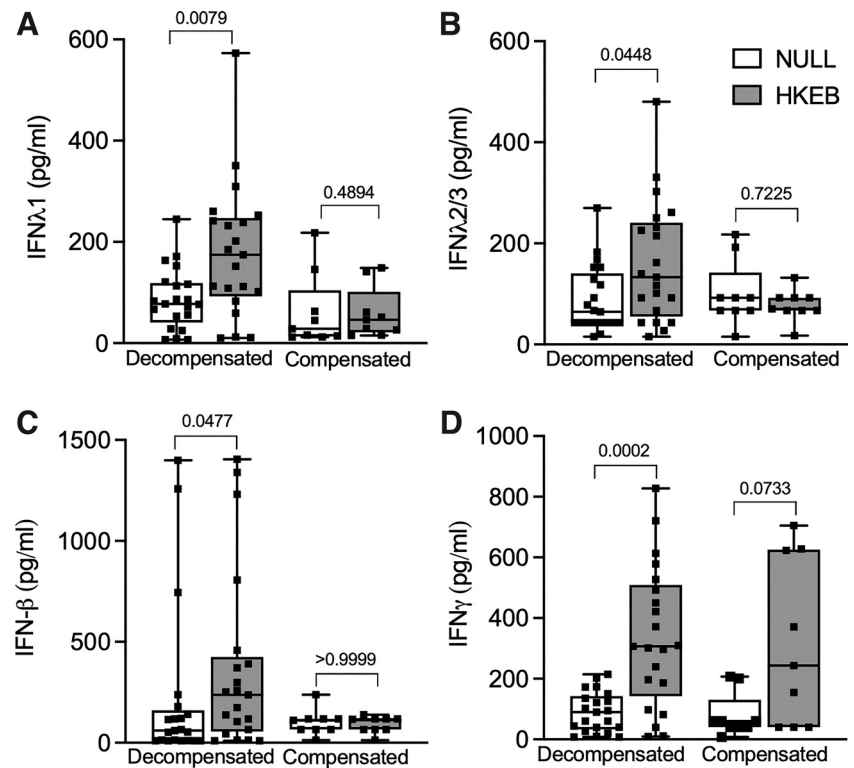 A
0.0079
600
400
200
0
IFNλ1 (pg/ml)
0.4894
Decompensated Compensated
B
0.0448
NULL
HKEB
600
400
200
0
IFNλ2/3 (pg/ml)
0.7225
Decompensated Compensated
C
0.0477
1500
1000
500
0
IFN-β (pg/ml)
>0.9999
Decompensated Compensated
D
0.0002
1000
800
600
400
200
0
IFNγ (pg/ml)
0.0733
Decompensated Compensated